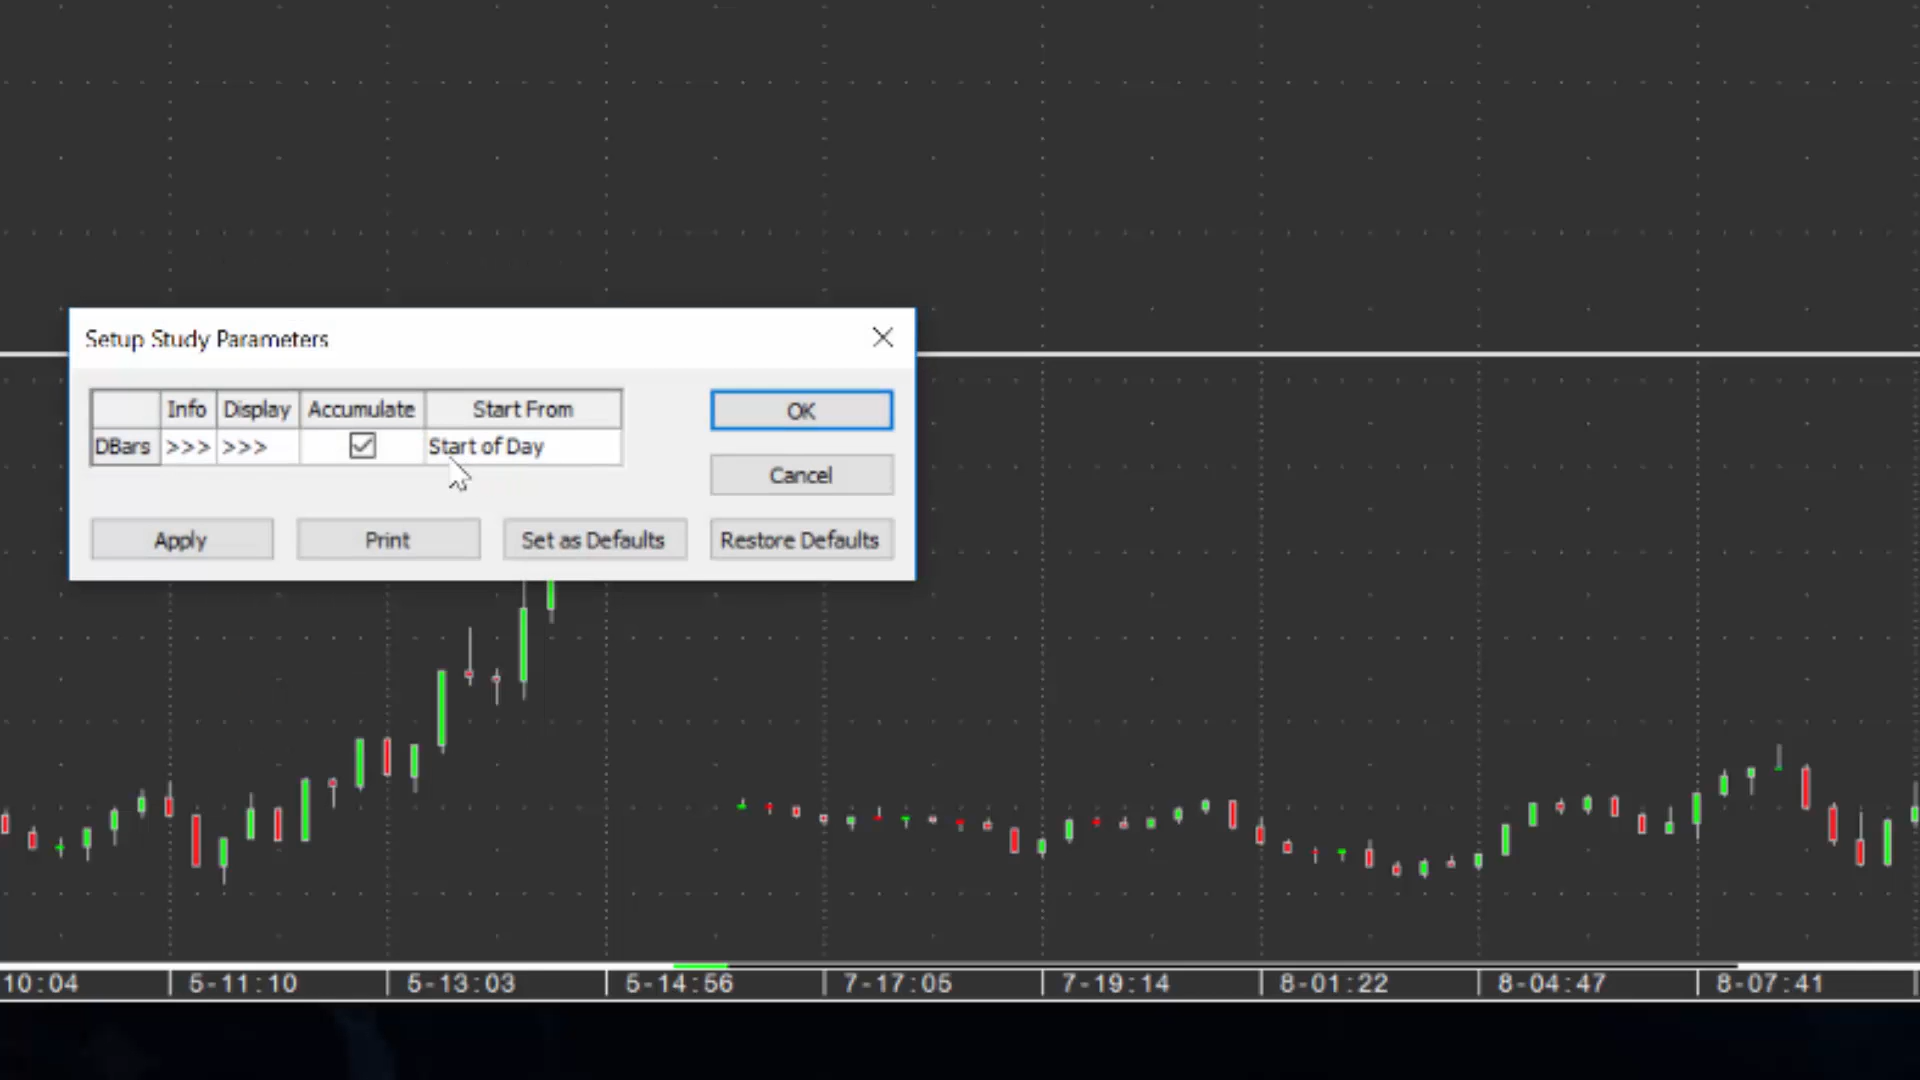 Setup Study Parameters
Info Display Accumulate Start From
DBars >>> >>> Start of Day
OK
Cancel
Apply Print Set as Defaults Restore Defaults
10:04 5-11:10 5-13:03 5-14:56 7-17:05 7-19:14 8-01:22 8-04:47 8-07:41